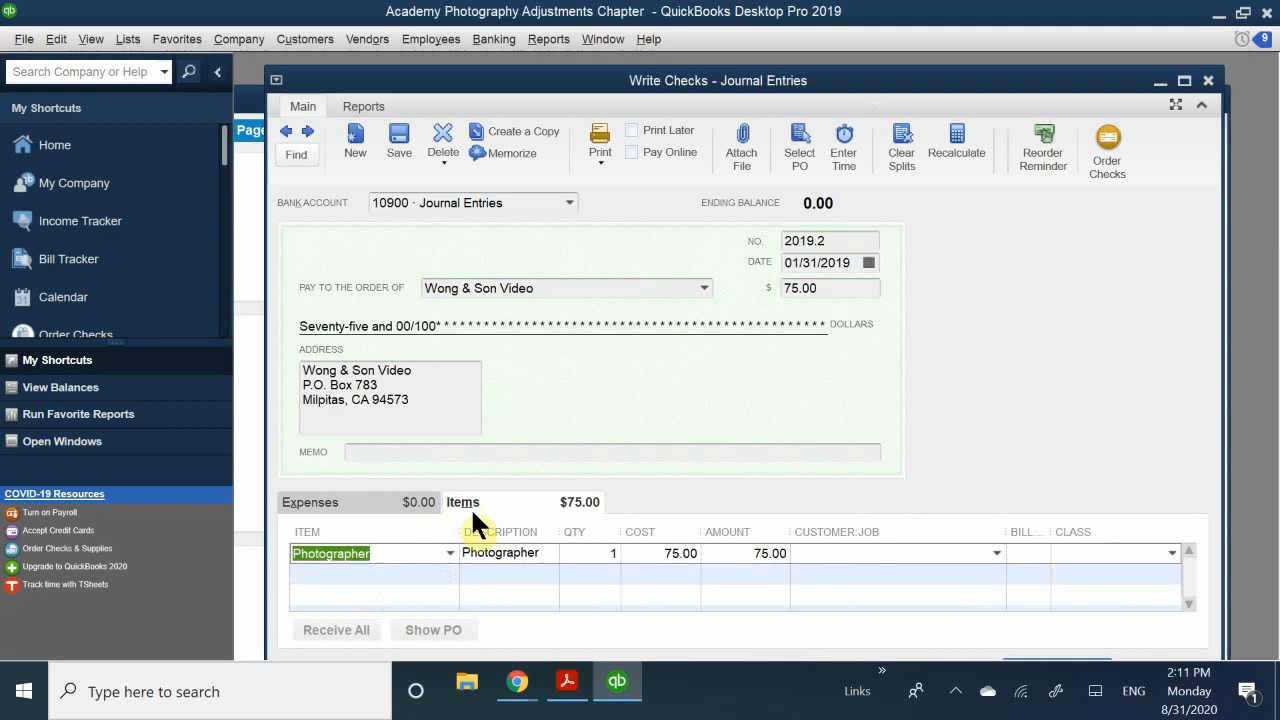 Academy Photography Adjustments Chapter - QuickBooks Desktop Pro 2019
File Edit View Lists Favorites Company Customers Vendors Employees Banking Reports Window Help
9
Search Company or Help
Write Checks - Journal Entries
My Shortcuts
Main Reports
Page
Home
My Company
Income Tracker
Bill Tracker
Calendar
Order Checks
Find
New
Save
Delete
Create a Copy
Memorize
Print
Print Later
Pay Online
Attach
File
Select
PO
Enter
Time
Clear
Splits
Recalculate
Reorder
Reminder
Order
Checks
BANK ACCOUNT 10900 · Journal Entries ENDING BALANCE 0.00
NO. 2019.2
DATE 01/31/2019
PAY TO THE ORDER OF Wong & Son Video $ 75.00
Seventy-five and 00/100* * * * * * * * * * * * * * * * * * * * * * * * * * * * * * * * * * * * * * * * * * * * * * * * * * * * * DOLLARS
ADDRESS
Wong & Son Video
P.O. Box 783
Milpitas, CA 94573
MEMO
My Shortcuts
View Balances
Run Favorite Reports
Open Windows
COVID-19 Resources
Turn on Payroll
Accept Credit Cards
Order Checks & Supplies
Upgrade to QuickBooks 2020
Track time with TSheets
Expenses $0.00 Items $75.00
ITEM DESCRIPTION QTY COST AMOUNT CUSTOMER:JOB BILL... CLASS
Photographer Photographer 1 75.00 75.00
Receive All Show PO
Type here to search
Links
ENG
2:11 PM
Monday
8/31/2020
1